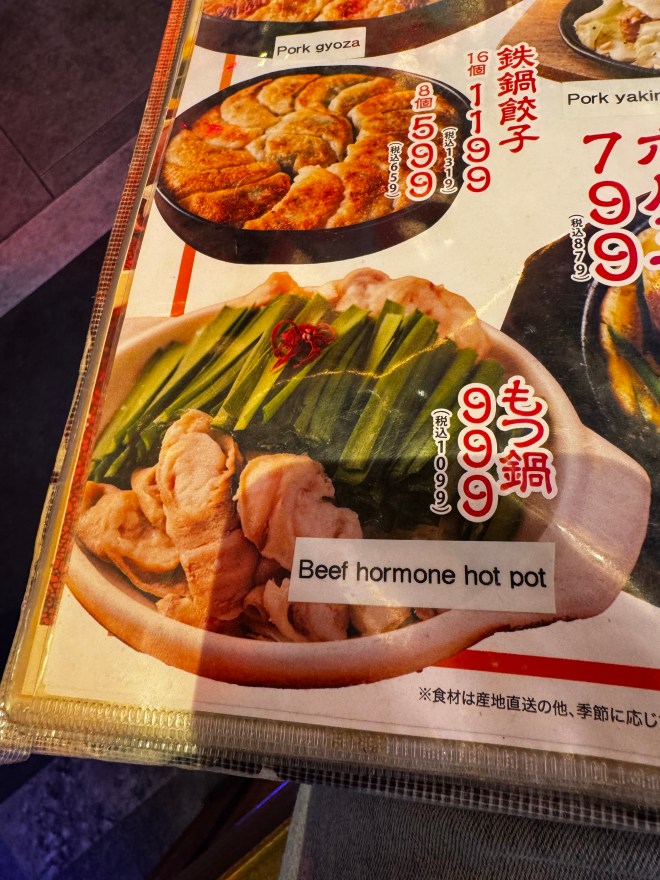 Pork gyoza
鉄鍋餃子
16個 1199
(税込1319)
8個 599
(税込659)
799
(税込879)
もつ鍋
999
(税込1099)
Beef hormone hot pot
※食材は産地直送の他、季節に応じ